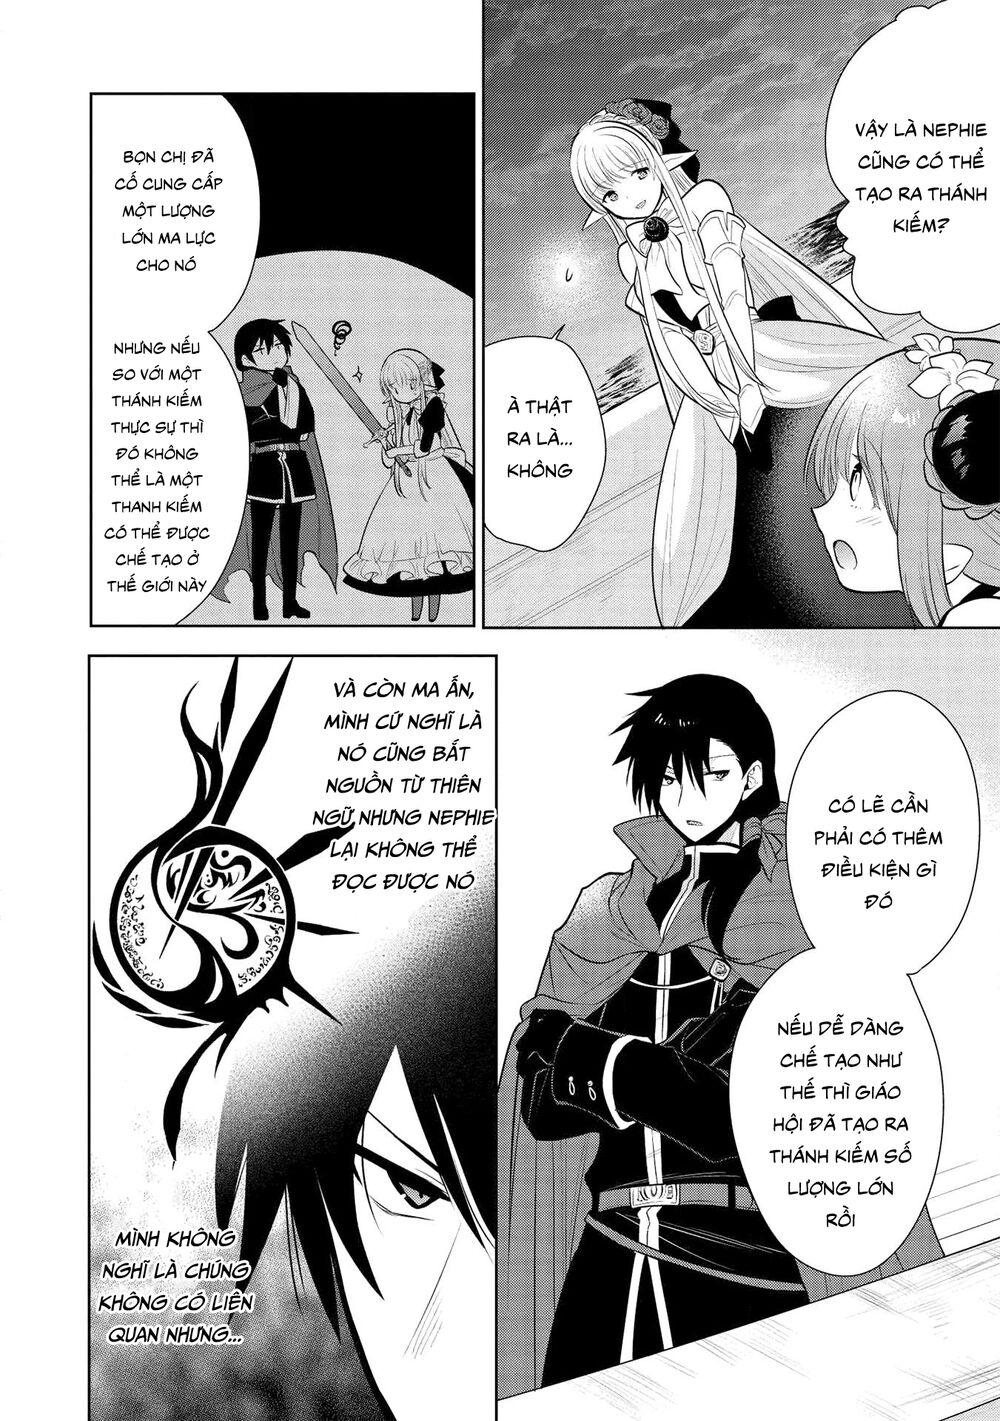 VẬY LÀ NEPHIE
CŨNG CÓ THỂ
TẠO RA THÁNH
KIẾM?
À THẬT
RA LÀ...
KHÔNG
BỌN CHỊ ĐÃ
CỐ CUNG CẤP
MỘT LƯỢNG
LỚN MA LỰC
CHO NÓ
NHƯNG NẾU
SO VỚI MỘT
THÁNH KIẾM
THỰC SỰ THÌ
ĐÓ KHÔNG
THỂ LÀ MỘT
THANH KIẾM
CÓ THỂ ĐƯỢC
CHẾ TẠO Ở
THẾ GIỚI NÀY
CÓ LẼ CẦN
PHẢI CÓ THÊM
ĐIỀU KIỆN GÌ
ĐÓ
NẾU DỄ DÀNG
CHẾ TẠO NHƯ
THẾ THÌ GIÁO
HỘI ĐÃ TẠO RA
THÁNH KIẾM SỐ
LƯỢNG LỚN
RỒI
VÀ CÒN MA ẤN,
MÌNH CỨ NGHĨ LÀ
NÓ CŨNG BẮT
NGUỒN TỪ THIÊN
NGỮ NHƯNG NEPHIE
LẠI KHÔNG THỂ
ĐỌC ĐƯỢC NÓ
MÌNH KHÔNG
NGHĨ LÀ CHÚNG
KHÔNG CÓ LIÊN
QUAN NHƯNG...